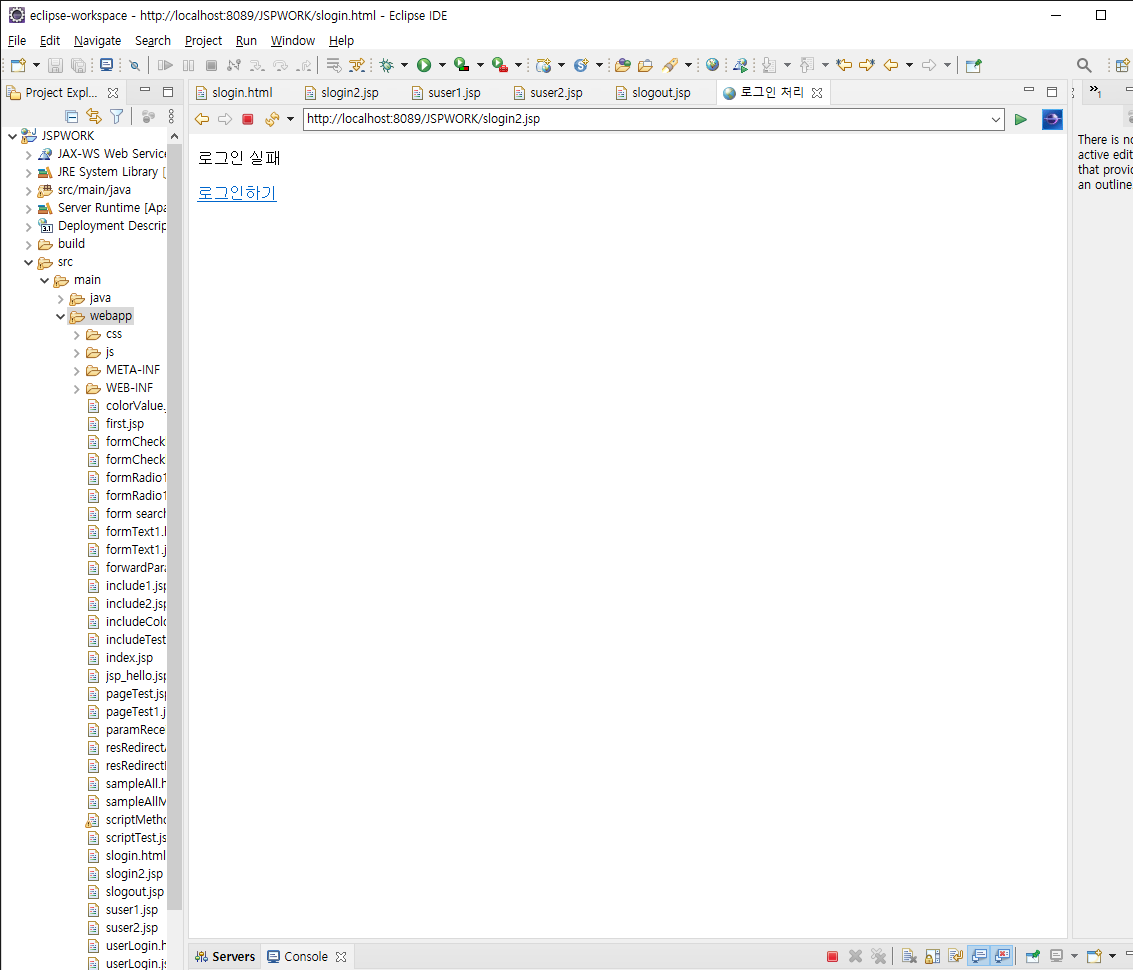 eclipse-workspace - http://localhost:8089/JSPWORK/slogin.html - Eclipse IDE
File Edit Navigate Search Project Run Window Help
Project Expl...
slogin.html slogin2.jsp suser1.jsp suser2.jsp slogout.jsp 로그인 처리 »1
http://localhost:8089/JSPWORK/slogin2.jsp
로그인 실패
로그인하기
There is no
active edit
that provid
an outline
JSPWORK
JAX-WS Web Service
JRE System Library [
src/main/java
Server Runtime [Apa
Deployment Descrip
build
src
main
java
webapp
css
js
META-INF
WEB-INF
colorValue.
first.jsp
formCheck
formCheck
formRadio1
formRadio1
form search
formText1.h
formText1.j
forwardPara
include1.jsp
include2.jsp
includeColo
includeTest
index.jsp
jsp_hello.jsp
pageTest.jsp
pageTest1.j
paramRece
resRedirectA
resRedirect
sampleAll.h
sampleAllM
scriptMetho
scriptTest.js
slogin.html
slogin2.jsp
slogout.jsp
suser1.jsp
suser2.jsp
userLogin.h
userLogin.js
Servers Console